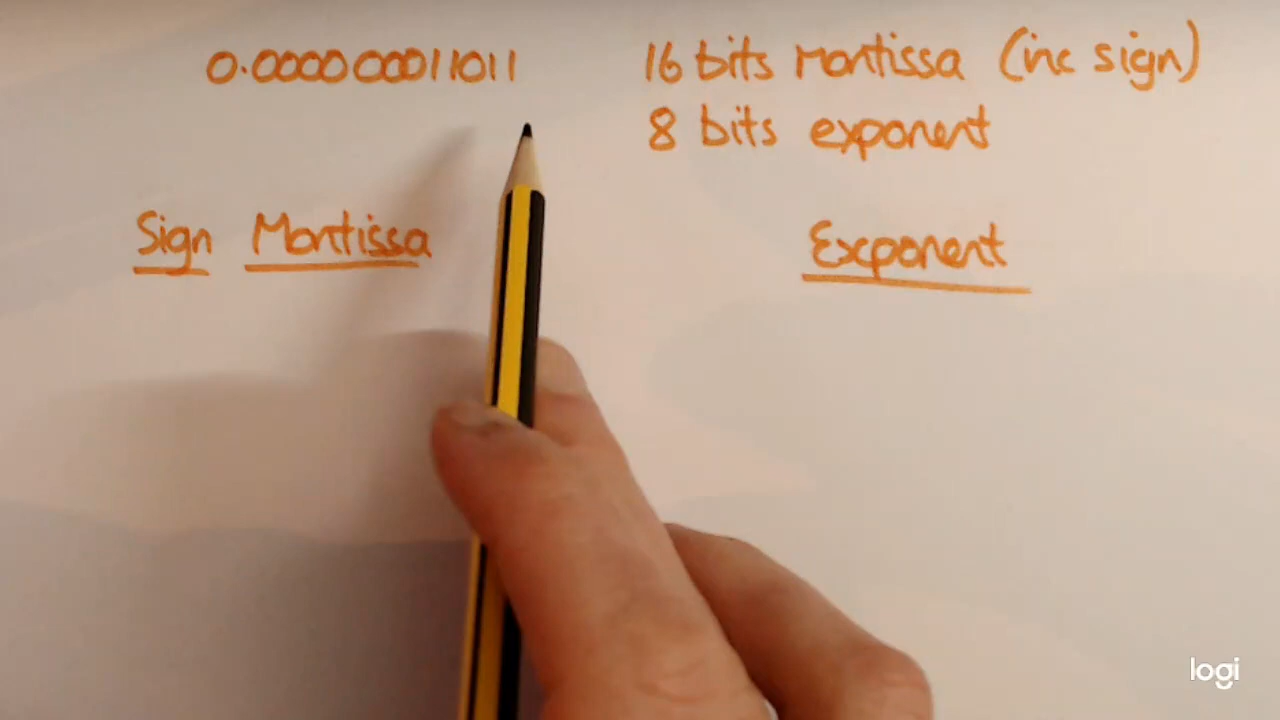 0.0000000011011 16 bits Mantissa (inc sign)
8 bits exponent
Sign Mantissa Exponent
logi